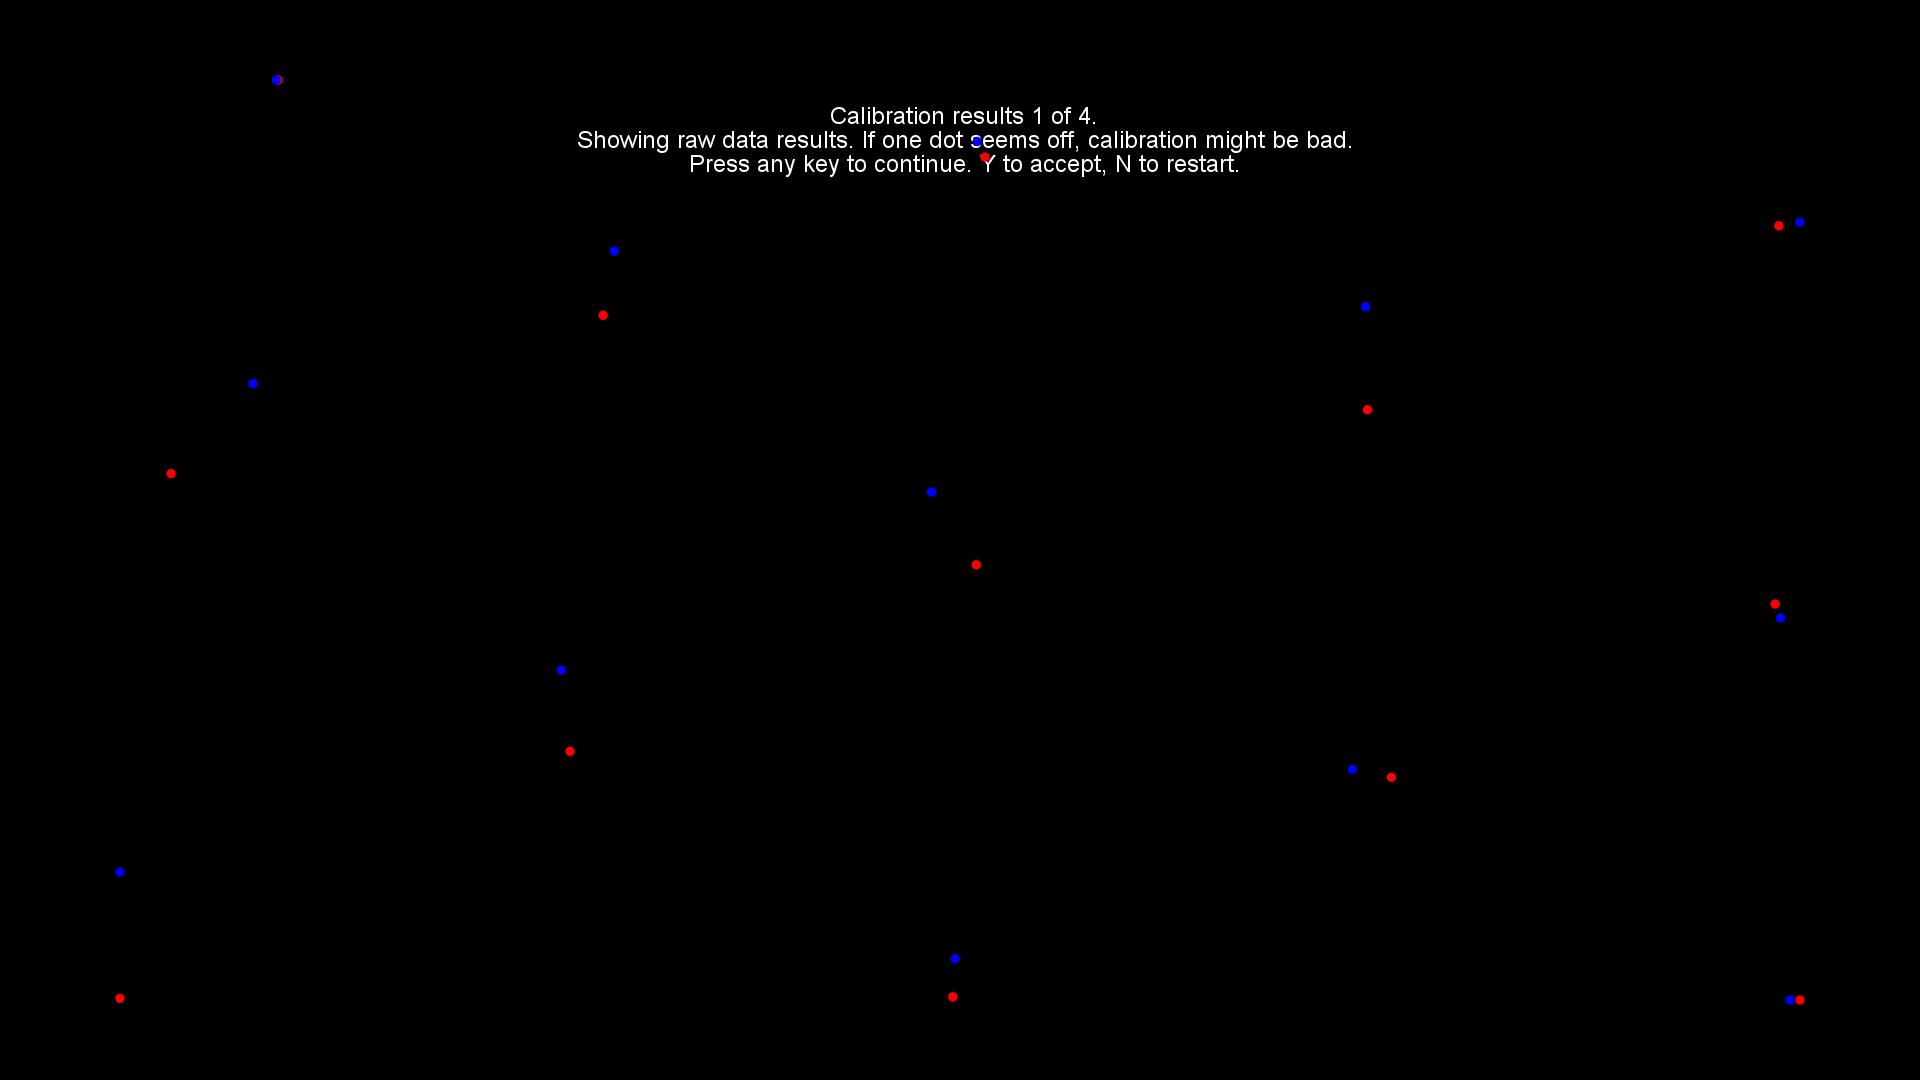 Calibration results 1 of 4.
Showing raw data results. If one dot seems off, calibration might be bad.
Press any key to continue. Y to accept, N to restart.